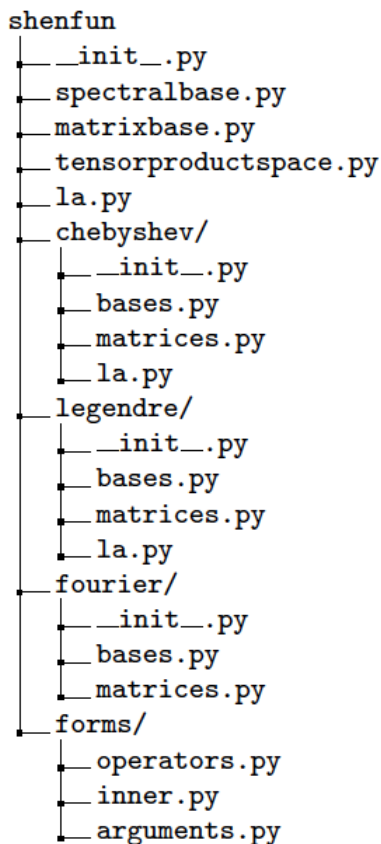 shenfun
__init__.py
spectralbase.py
matrixbase.py
tensorproductspace.py
la.py
chebyshev/
__init__.py
bases.py
matrices.py
la.py
legendre/
__init__.py
bases.py
matrices.py
la.py
fourier/
__init__.py
bases.py
matrices.py
forms/
operators.py
inner.py
arguments.py